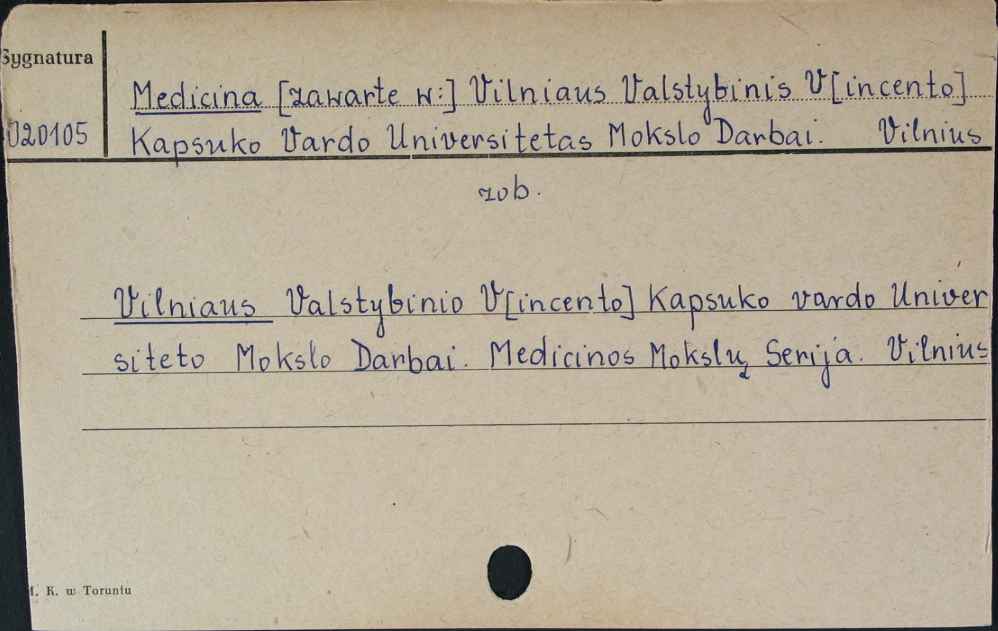 Sygnatura
Medicina [zawarte w:] Vilniaus Valstybinis V[incento]
020105 Kapsuko Vardo Universitetas Mokslo Darbai. Vilnius
zob.
Vilniaus Valstybinio V[incento] Kapsuko vardo Univer
siteto Mokslo Darbai. Medicinos Mokslų Serija. Vilnius
K. w Toruniu